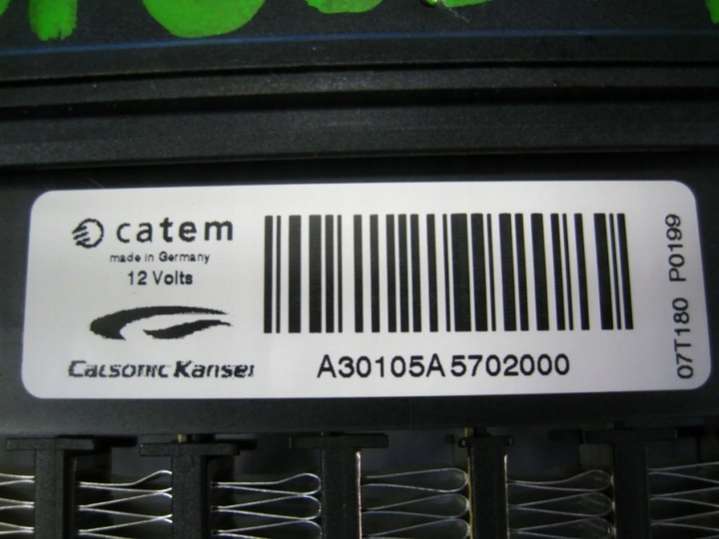 catem
made in Germany
12 Volts
Calsonic Kansei
A30105A5702000
07T180 P0199